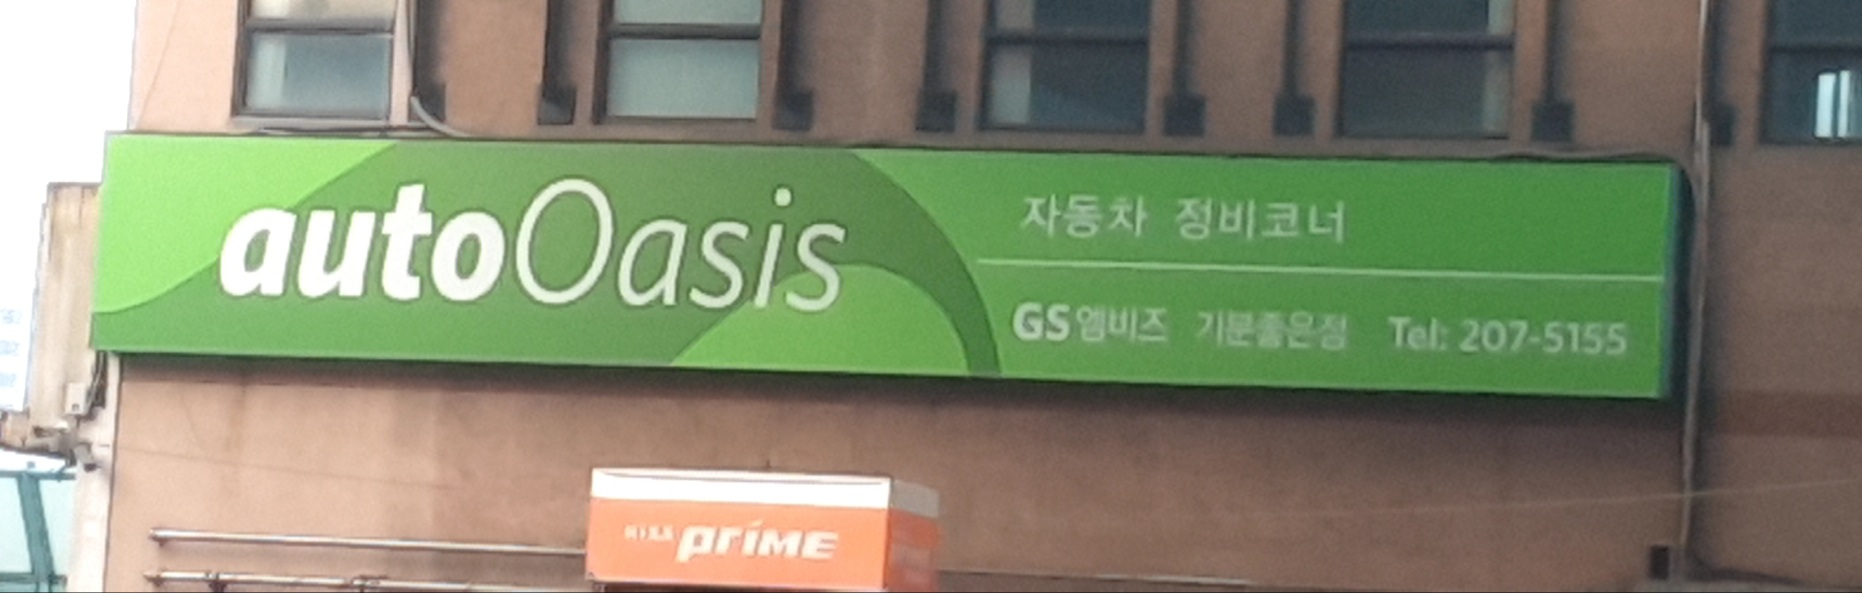 autoOasis
자동차 정비코너
GS엠비즈 기분좋은점 Tel: 207-5155
prime